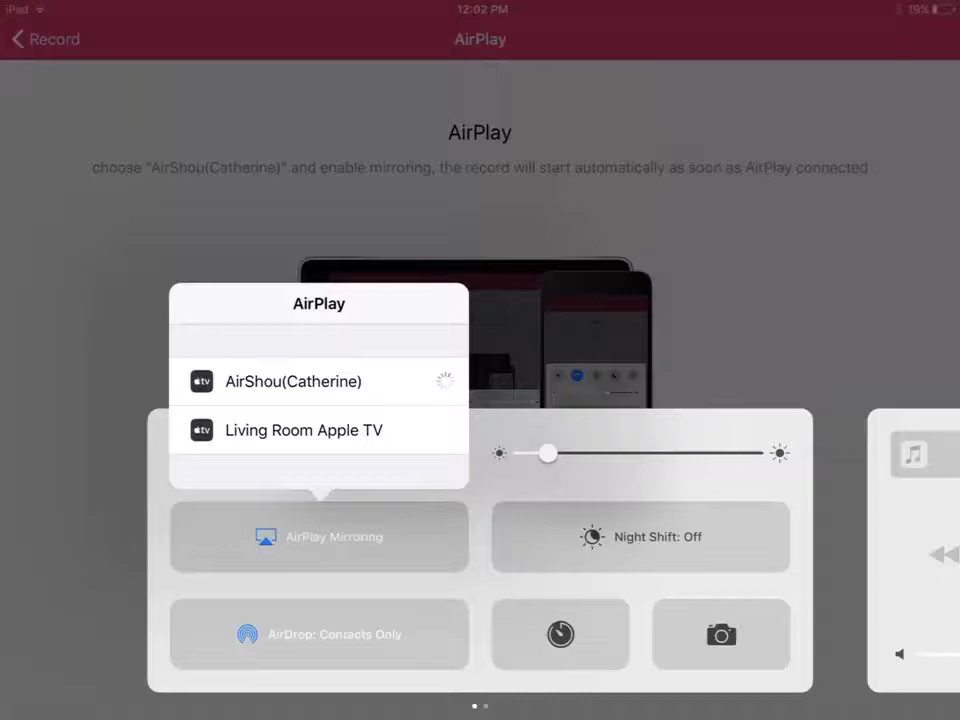 iPad
12:02 PM
19%
Record
AirPlay
AirPlay
choose "AirShou(Catherine)" and enable mirroring, the record will start automatically as soon as AirPlay connected
AirPlay
tv AirShou(Catherine)
tv Living Room Apple TV
AirPlay Mirroring
Night Shift: Off
AirDrop: Contacts Only